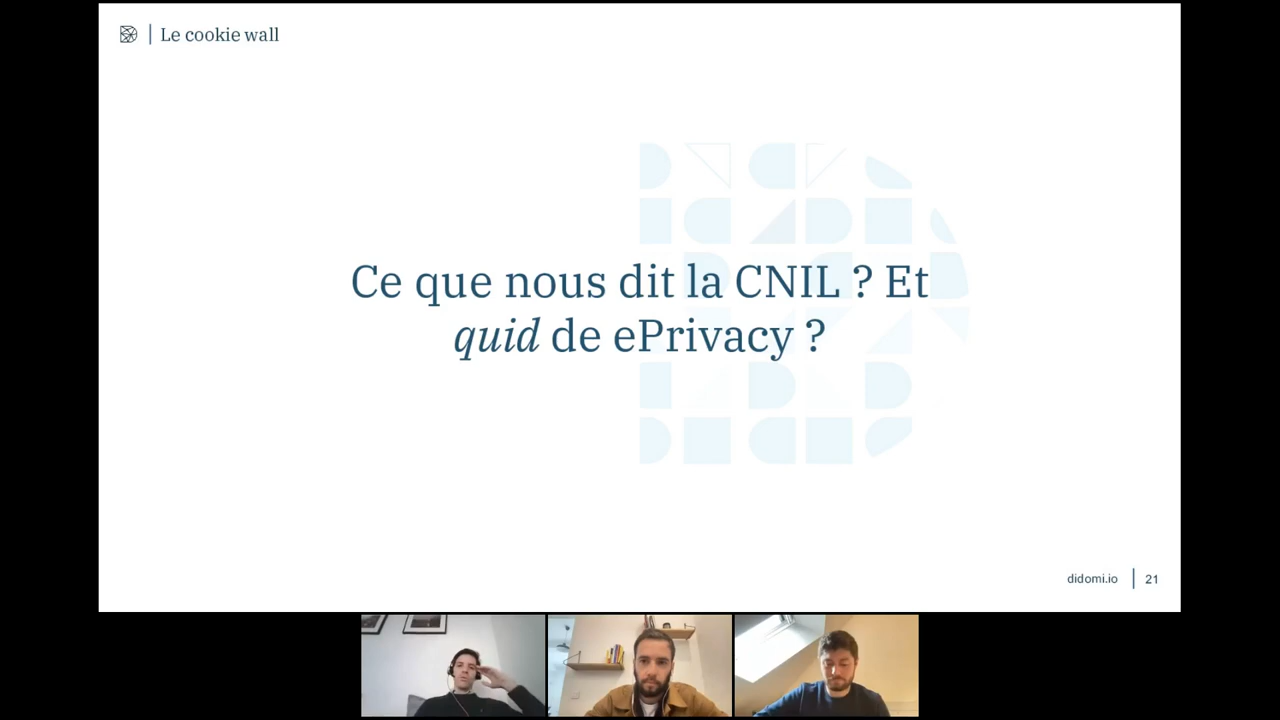 Le cookie wall
Ce que nous dit la CNIL ? Et
quid de ePrivacy ?
didomi.io
21